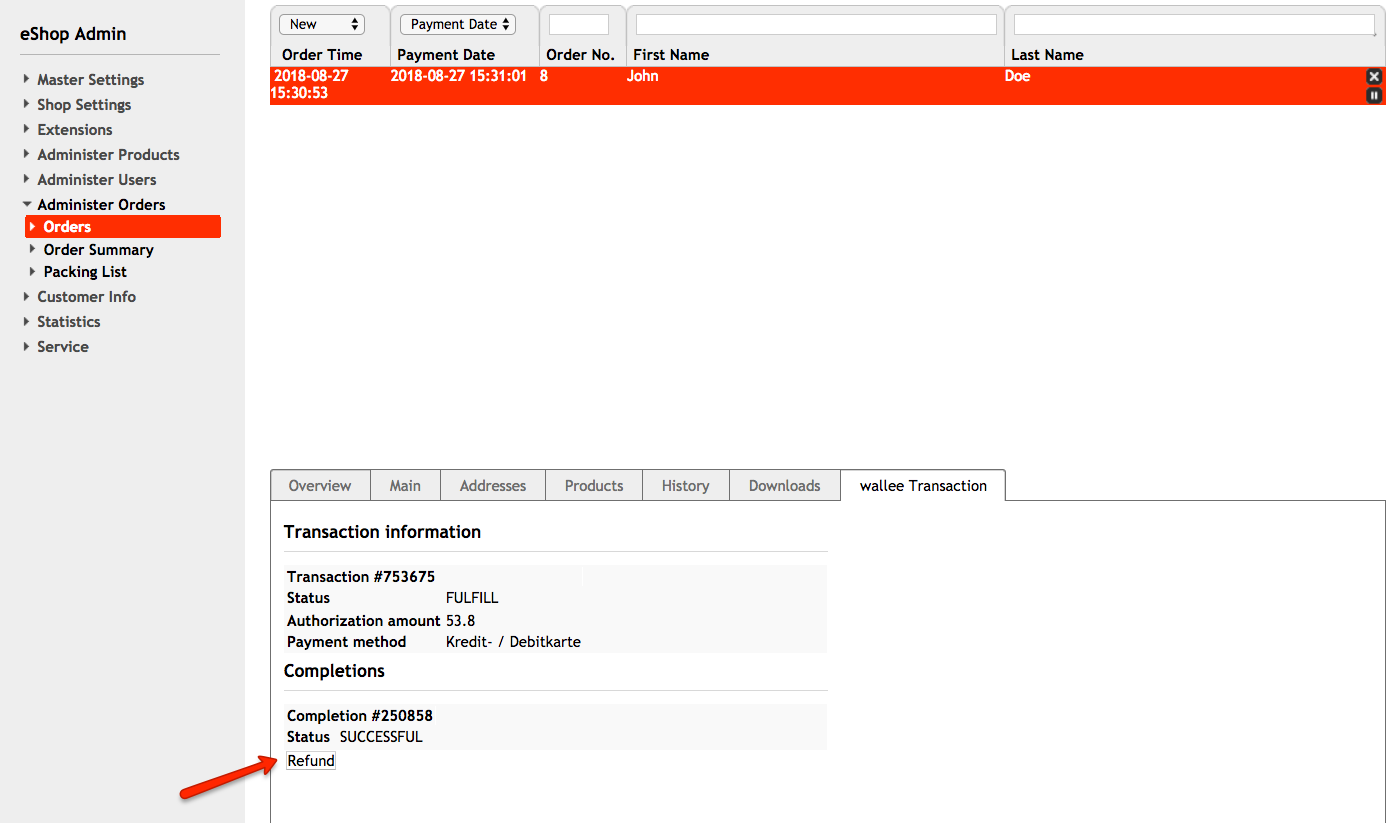 eShop Admin
Master Settings
Shop Settings
Extensions
Administer Products
Administer Users
Administer Orders
Orders
Order Summary
Packing List
Customer Info
Statistics
Service
New Payment Date
Order Time Payment Date Order No. First Name Last Name
2018-08-27 2018-08-27 15:31:01 8 John Doe
15:30:53
Overview Main Addresses Products History Downloads wallee Transaction
Transaction information
Transaction #753675
Status FULFILL
Authorization amount 53.8
Payment method Kredit- / Debitkarte
Completions
Completion #250858
Status SUCCESSFUL
Refund